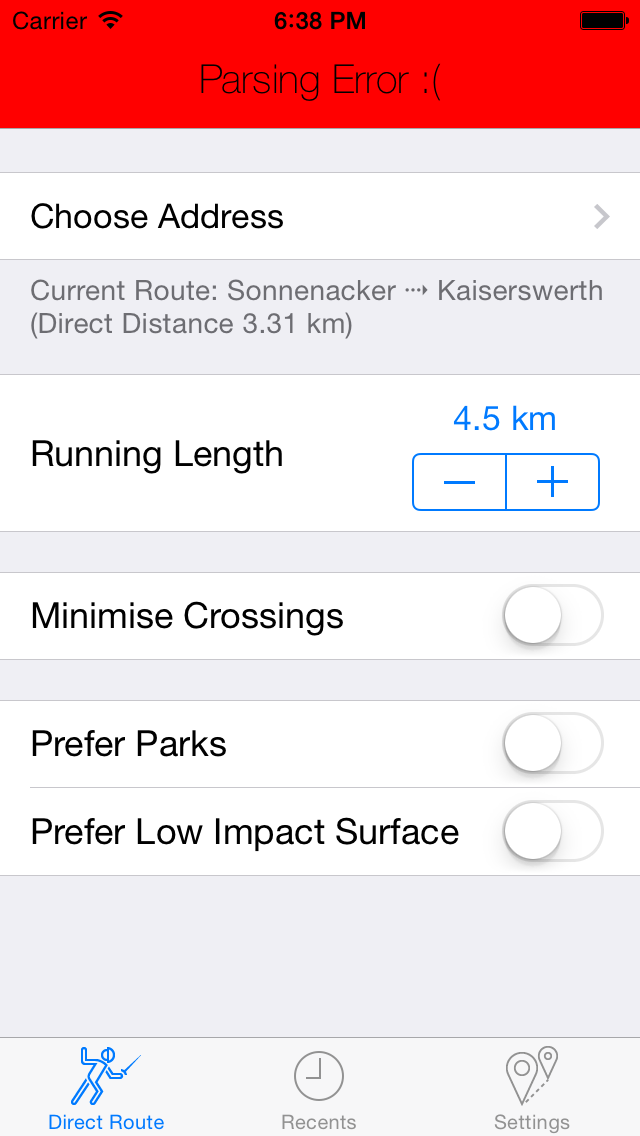 Carrier 6:38 PM
Parsing Error :(
Choose Address
Current Route: Sonnenacker ⤑ Kaiserswerth
(Direct Distance 3.31 km)
4.5 km
Running Length
Minimise Crossings
Prefer Parks
Prefer Low Impact Surface
Direct Route Recents Settings